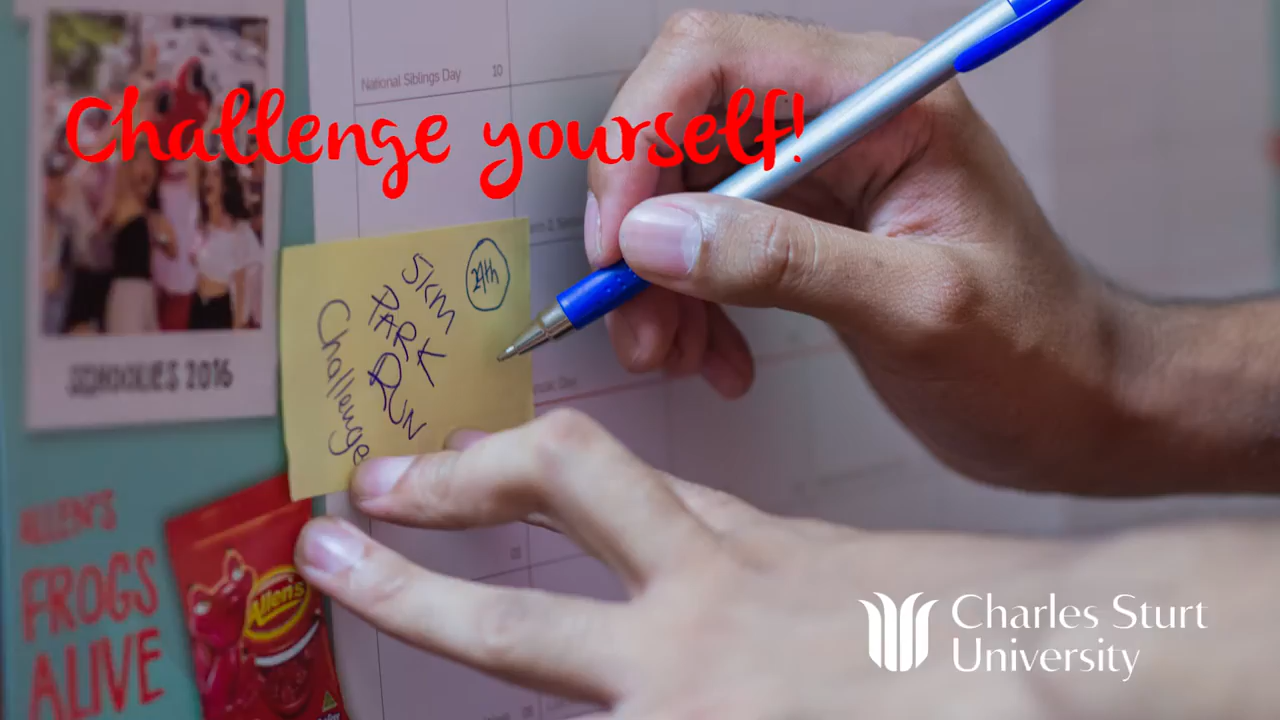 National Siblings Day 10
Challenge yourself!
24th
5km
PARK
RUN
Challenge
SCHOOLIES 2016
ALLEN'S
FROGS
ALIVE
Allen's
Charles Sturt
University